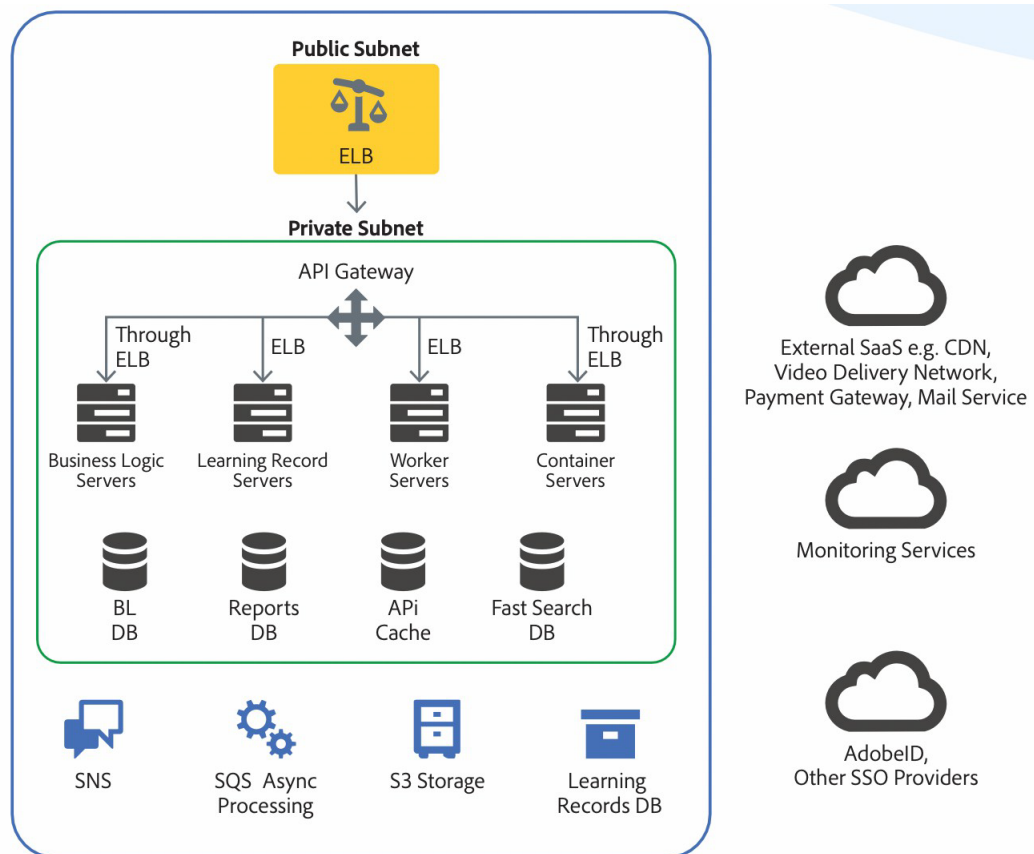 Public Subnet
ELB
Private Subnet
API Gateway
Through
ELB
ELB
ELB
Through
ELB
Business Logic
Servers
Learning Record
Servers
Worker
Servers
Container
Servers
BL
DB
Reports
DB
APi
Cache
Fast Search
DB
SNS
SQS Async
Processing
S3 Storage
Learning
Records DB
External SaaS e.g. CDN,
Video Delivery Network,
Payment Gateway, Mail Service
Monitoring Services
AdobeID,
Other SSO Providers